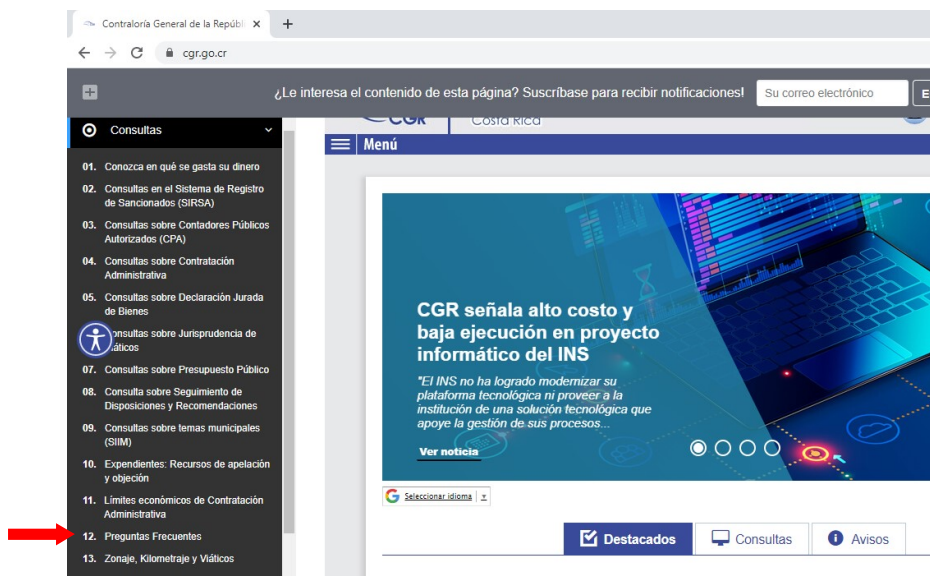 Contraloría General de la Repúbli
cgr.go.cr
¿Le interesa el contenido de esta página? Suscríbase para recibir notificaciones!
Su correo electrónico
E
CGR
Costa Rica
Consultas
Menú
01. Conozca en qué se gasta su dinero
02. Consultas en el Sistema de Registro
de Sancionados (SIRSA)
03. Consultas sobre Contadores Públicos
Autorizados (CPA)
04. Consultas sobre Contratación
Administrativa
05. Consultas sobre Declaración Jurada
de Bienes
onsultas sobre Jurisprudencia de
áticos
07. Consultas sobre Presupuesto Público
08. Consulta sobre Seguimiento de
Disposiciones y Recomendaciones
09. Consultas sobre temas municipales
(SIIM)
10. Expendientes: Recursos de apelación
y objeción
11. Límites económicos de Contratación
Administrativa
12. Preguntas Frecuentes
13. Zonaje, Kilometraje y Viáticos
CGR señala alto costo y
baja ejecución en proyecto
informático del INS
"El INS no ha logrado modernizar su
plataforma tecnológica ni proveer a la
institución de una solución tecnológica que
apoye la gestión de sus procesos...
Ver noticia
Seleccionar idioma
Destacados
Consultas
Avisos